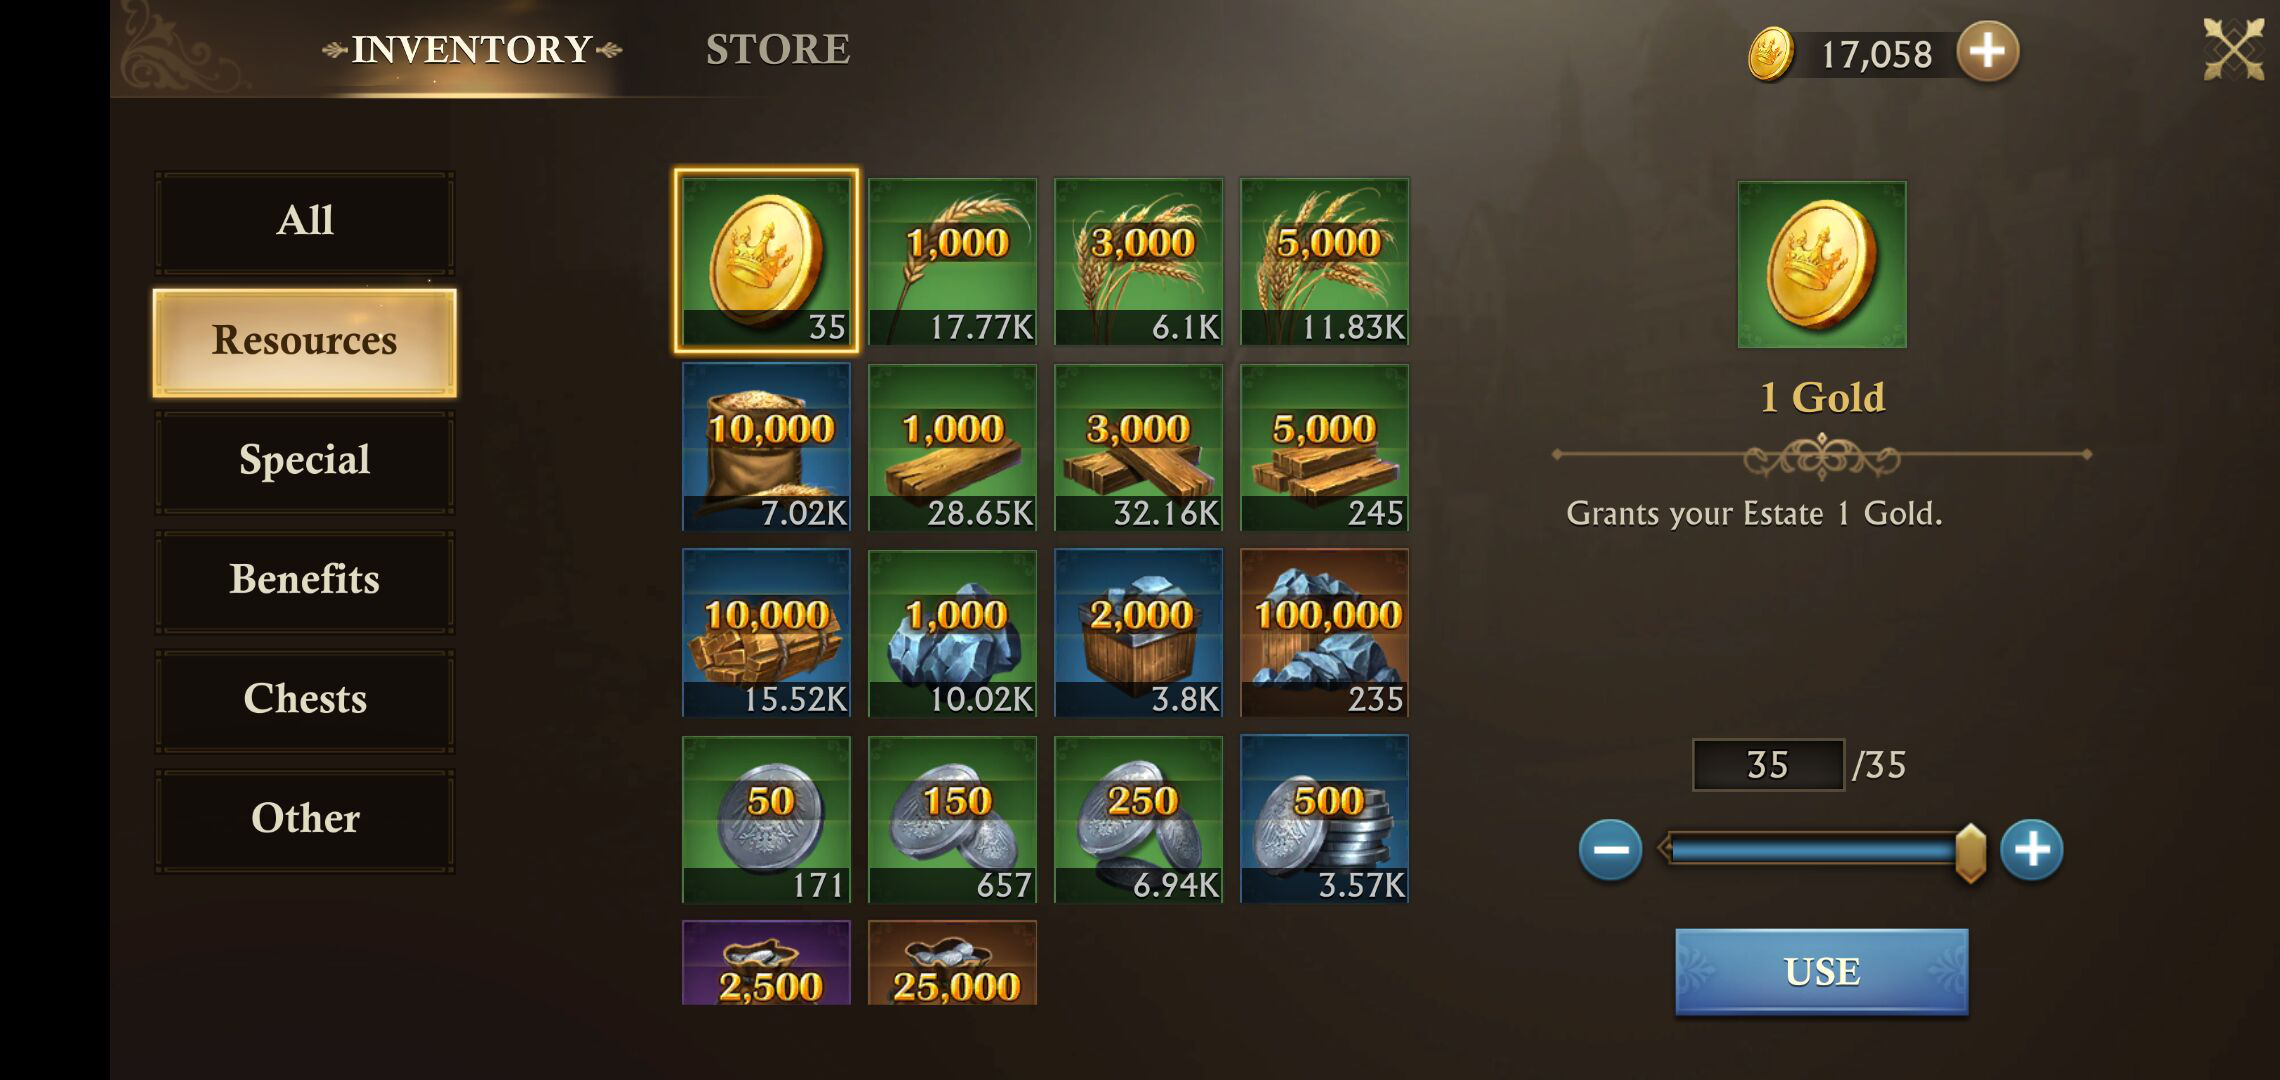 INVENTORY
STORE
17,058
All
Resources
Special
Benefits
Chests
Other
35
1,000
17.77K
3,000
6.1K
5,000
11.83K
10,000
7.02K
1,000
28.65K
3,000
32.16K
5,000
245
10,000
15.52K
1,000
10.02K
2,000
3.8K
100,000
235
50
171
150
657
250
6.94K
500
3.57K
2,500
25,000
1 Gold
Grants your Estate 1 Gold.
35 /35
USE